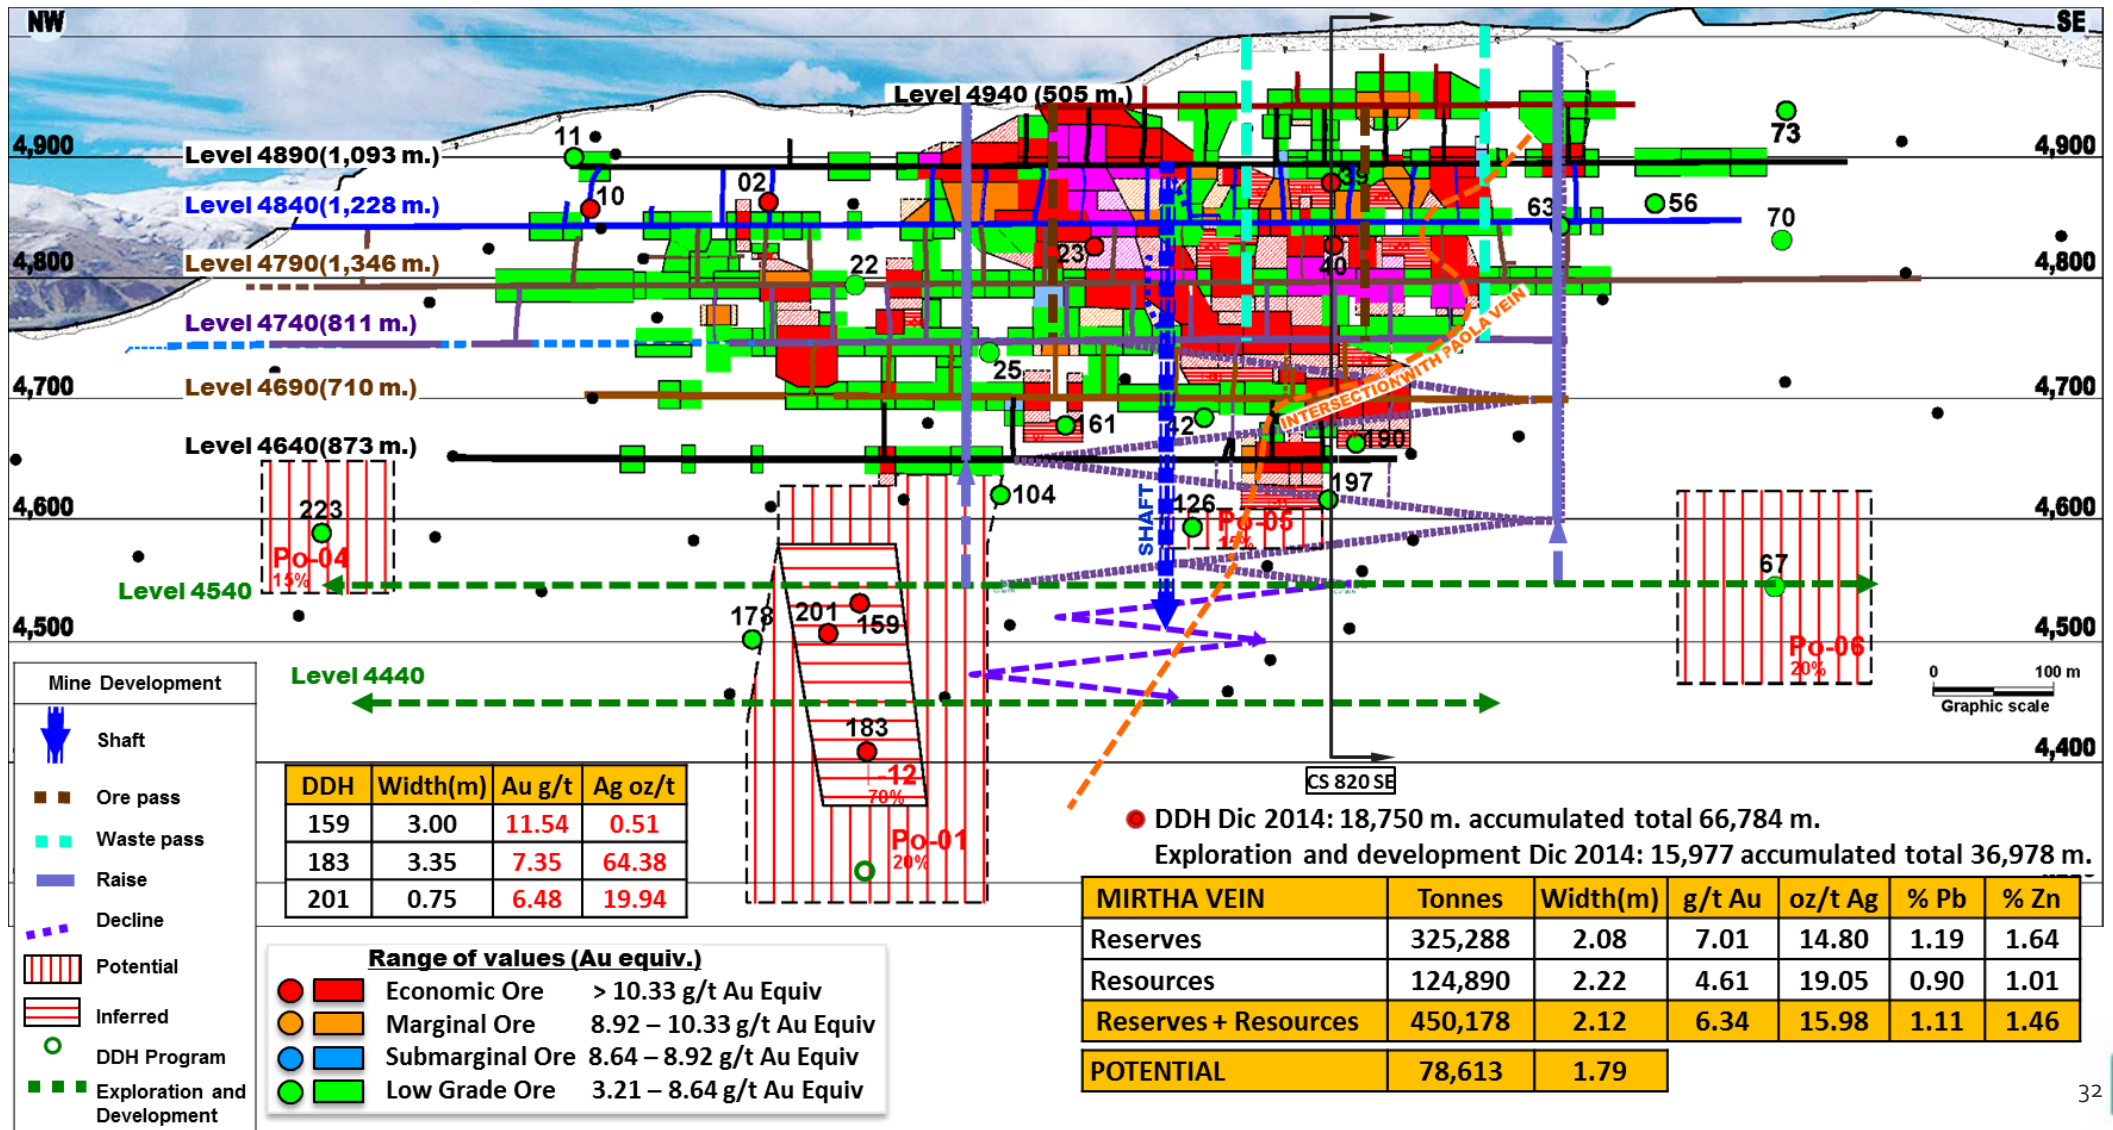 NW
SE
Level 4940 (505 m.)
4,900
Level 4890(1,093 m.)
11
4,900
73
02
10
39
Level 4840(1,228 m.)
63
56
70
4,800
Level 4790(1,346 m.)
22
23
40
4,800
Level 4740(811 m.)
INTERSECTION WITH PAOLA VEIN
25
4,700
Level 4690(710 m.)
4,700
161
42
190
Level 4640(873 m.)
104
126
197
SHAFT
4,600
223
Po-04
15%
Po-05
15%
4,600
67
Level 4540
178
201
159
4,500
4,500
Po-06
20%
Level 4440
0 100 m
Graphic scale
183
-12
70%
4,400
CS 820 SE
Po-01
20%
Mine Development
Shaft
Ore pass
Waste pass
Raise
Decline
Potential
Inferred
DDH Program
Exploration and
Development
DDH Width(m) Au g/t Ag oz/t
159 3.00 11.54 0.51
183 3.35 7.35 64.38
201 0.75 6.48 19.94
Range of values (Au equiv.)
Economic Ore > 10.33 g/t Au Equiv
Marginal Ore 8.92 – 10.33 g/t Au Equiv
Submarginal Ore 8.64 – 8.92 g/t Au Equiv
Low Grade Ore 3.21 – 8.64 g/t Au Equiv
DDH Dic 2014: 18,750 m. accumulated total 66,784 m.
Exploration and development Dic 2014: 15,977 accumulated total 36,978 m.
MIRTHA VEIN Tonnes Width(m) g/t Au oz/t Ag % Pb % Zn
Reserves 325,288 2.08 7.01 14.80 1.19 1.64
Resources 124,890 2.22 4.61 19.05 0.90 1.01
Reserves + Resources 450,178 2.12 6.34 15.98 1.11 1.46
POTENTIAL 78,613 1.79
32